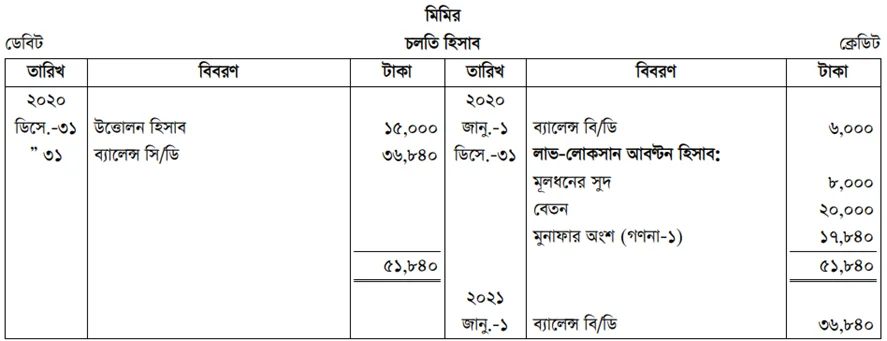 মিমির
ডেবিট চলতি হিসাব ক্রেডিট
তারিখ বিবরণ টাকা তারিখ বিবরণ টাকা
২০২০ ২০২০
ডিসে.-৩১ উত্তোলন হিসাব ১৫,০০০ জানু.-১ ব্যালেন্স বি/ডি ৬,০০০
” ৩১ ব্যালেন্স সি/ডি ৩৬,৮৪০ ডিসে.-৩১ লাভ-লোকসান আবণ্টন হিসাব:
মূলধনের সুদ ৮,০০০
বেতন ২০,০০০
মুনাফার অংশ (গণনা-১) ১৭,৮৪০
৫১,৮৪০ ৫১,৮৪০
২০২১
জানু.-১ ব্যালেন্স বি/ডি ৩৬,৮৪০